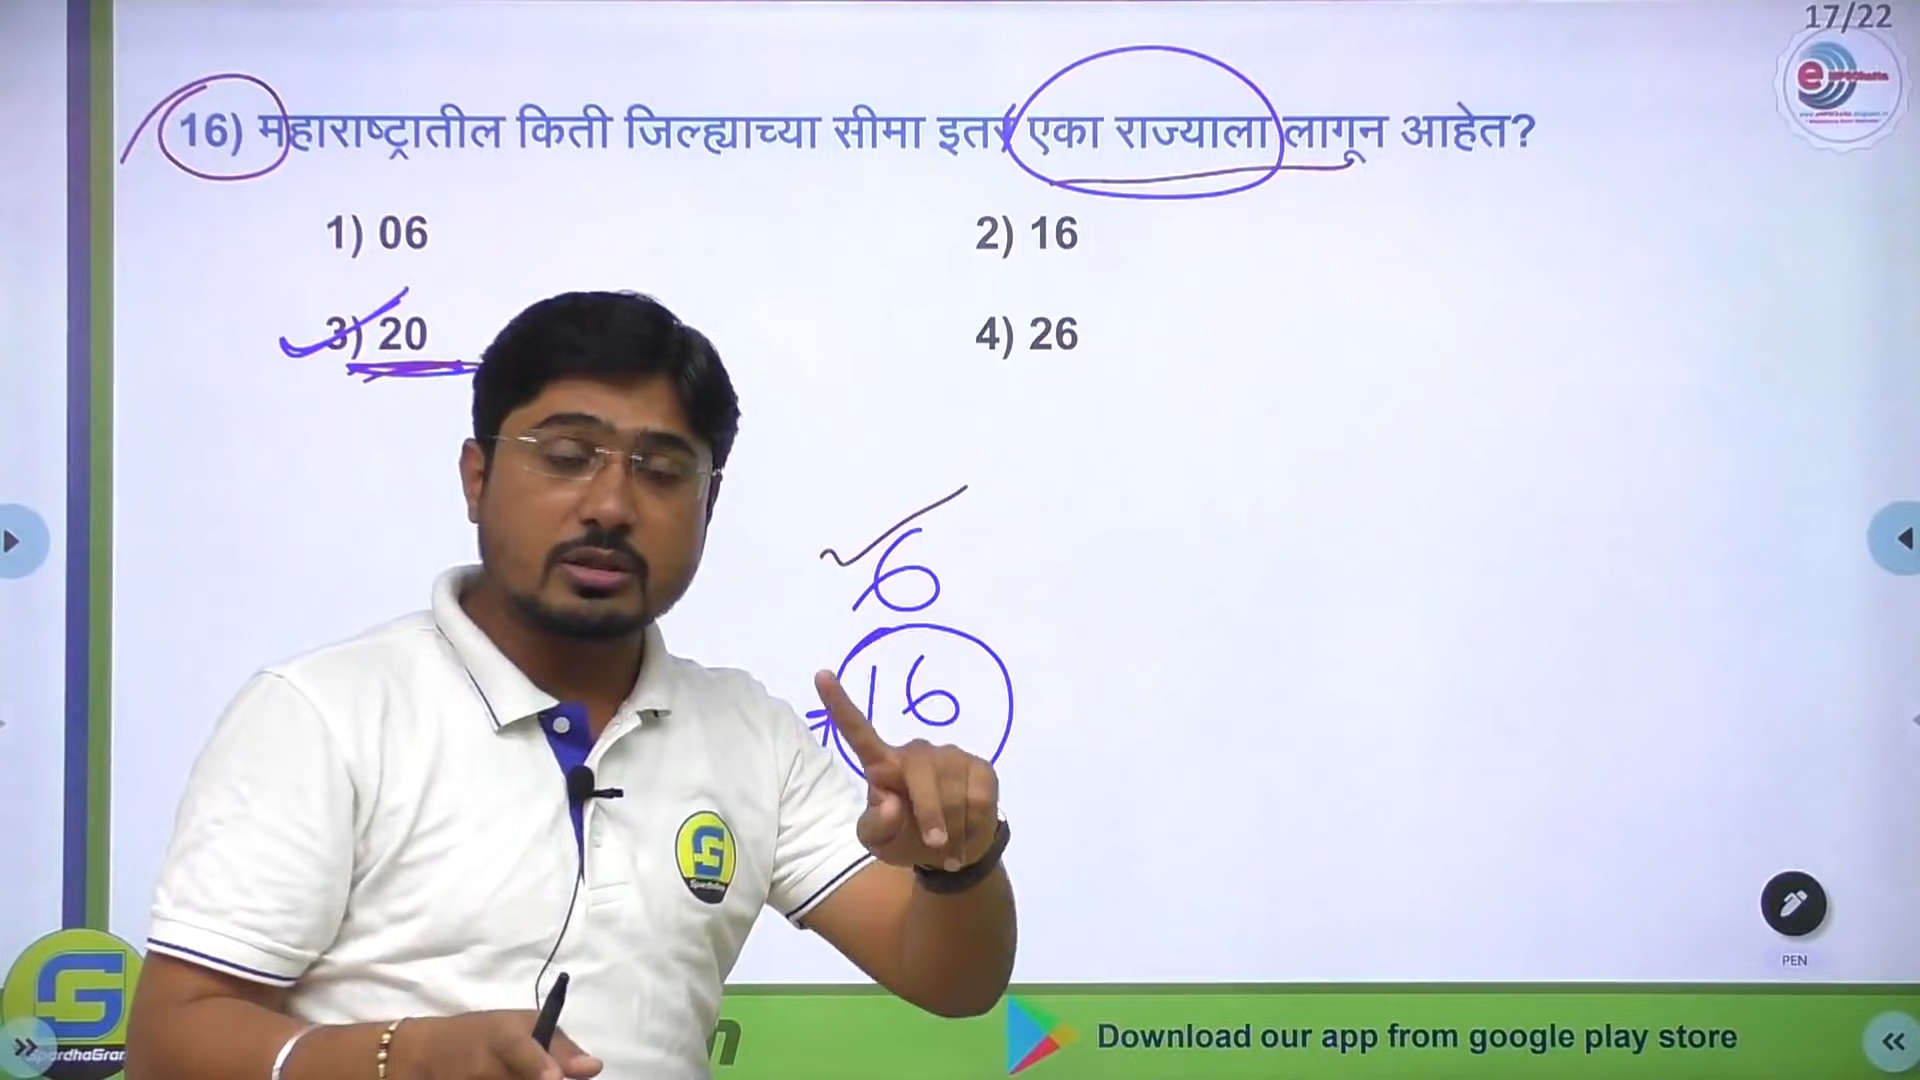 17/22
16) महाराष्ट्रातील किती जिल्ह्याच्या सीमा इतर एका राज्याला लागून आहेत?
1) 06
2) 16
3) 20
4) 26
6
16
PEN
Download our app from google play store